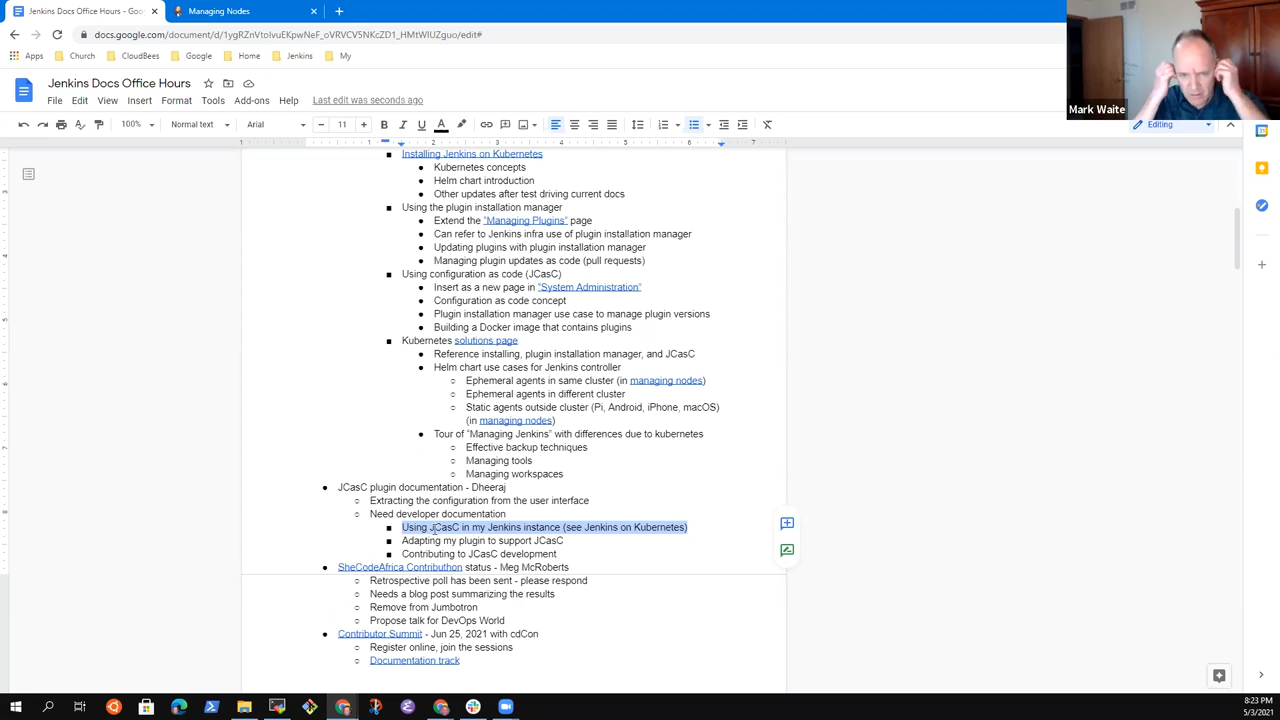 Jenkins Docs Office Hours - Goo
Managing Nodes
docs.google.com/document/d/1ygRZnVtoIvuEKpwNeF_oVRVCV5NKcZD1_HMtWIUZguo/edit#
Apps Church CloudBees Google Home Jenkins My
Jenkins Docs Office Hours
File Edit View Insert Format Tools Add-ons Help Last edit was seconds ago
100% Normal text Arial 11 Editing
Mark Waite
Installing Jenkins on Kubernetes
Kubernetes concepts
Helm chart introduction
Other updates after test driving current docs
Using the plugin installation manager
Extend the "Managing Plugins" page
Can refer to Jenkins infra use of plugin installation manager
Updating plugins with plugin installation manager
Managing plugin updates as code (pull requests)
Using configuration as code (JCasC)
Insert as a new page in "System Administration"
Configuration as code concept
Plugin installation manager use case to manage plugin versions
Building a Docker image that contains plugins
Kubernetes solutions page
Reference installing, plugin installation manager, and JCasC
Helm chart use cases for Jenkins controller
Ephemeral agents in same cluster (in managing nodes)
Ephemeral agents in different cluster
Static agents outside cluster (Pi, Android, iPhone, macOS)
(in managing nodes)
Tour of "Managing Jenkins" with differences due to kubernetes
Effective backup techniques
Managing tools
Managing workspaces
JCasC plugin documentation - Dheeraj
Extracting the configuration from the user interface
Need developer documentation
Using JCasC in my Jenkins instance (see Jenkins on Kubernetes)
Adapting my plugin to support JCasC
Contributing to JCasC development
SheCodeAfrica Contributhon status - Meg McRoberts
Retrospective poll has been sent - please respond
Needs a blog post summarizing the results
Remove from Jumbotron
Propose talk for DevOps World
Contributor Summit - Jun 25, 2021 with cdCon
Register online, join the sessions
Documentation track
8:23 PM
5/3/2021